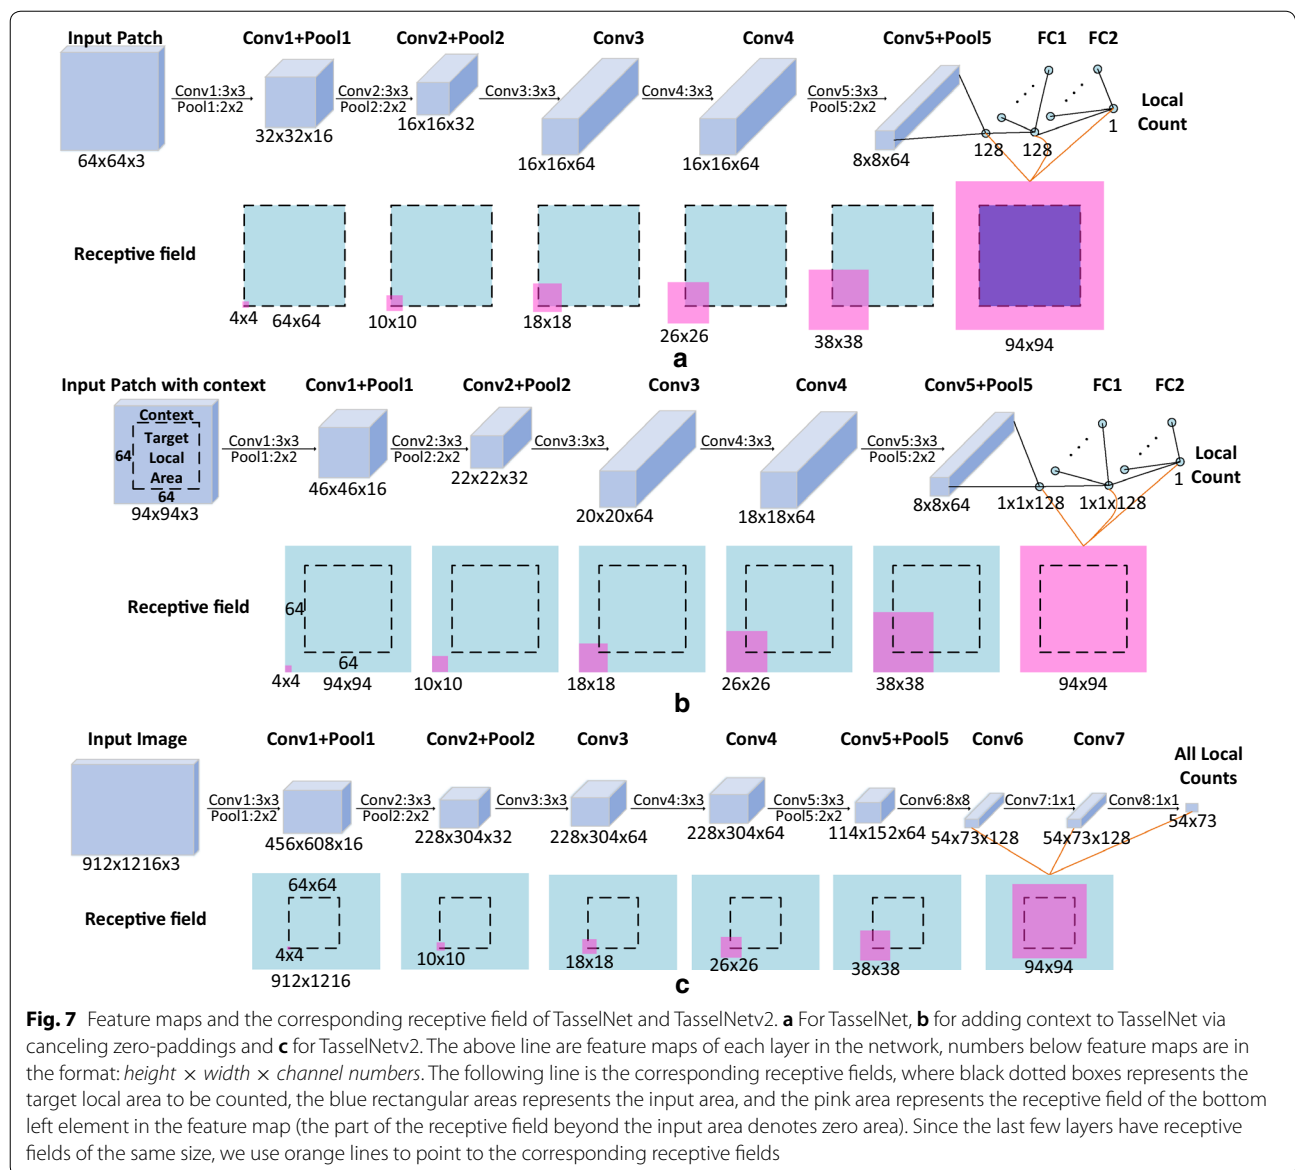 Input Patch
Conv1+Pool1
Conv2+Pool2
Conv3
Conv4
Conv5+Pool5
FC1
FC2
Conv1:3x3
Pool1:2x2
Conv2:3x3
Pool2:2x2
Conv3:3x3
Conv4:3x3
Conv5:3x3
Pool5:2x2
Local
Count
64x64x3
32x32x16
16x16x32
16x16x64
16x16x64
8x8x64
128
128
1
Receptive field
4x4
64x64
10x10
18x18
26x26
38x38
94x94
a
Input Patch with context
Conv1+Pool1
Conv2+Pool2
Conv3
Conv4
Conv5+Pool5
FC1
FC2
Context
Target
Local
Area
64
64
94x94x3
Conv1:3x3
Pool1:2x2
Conv2:3x3
Pool2:2x2
Conv3:3x3
Conv4:3x3
Conv5:3x3
Pool5:2x2
Local
Count
46x46x16
22x22x32
20x20x64
18x18x64
8x8x64
1x1x128
1x1x128
1
Receptive field
64
64
4x4
94x94
10x10
18x18
26x26
38x38
94x94
b
Input Image
Conv1+Pool1
Conv2+Pool2
Conv3
Conv4
Conv5+Pool5
Conv6
Conv7
All Local
Counts
Conv1:3x3
Pool1:2x2
Conv2:3x3
Pool2:2x2
Conv3:3x3
Conv4:3x3
Conv5:3x3
Pool5:2x2
Conv6:8x8
Conv7:1x1
Conv8:1x1
912x1216x3
456x608x16
228x304x32
228x304x64
228x304x64
114x152x64
54x73x128
54x73x128
54x73
Receptive field
64x64
4x4
912x1216
10x10
18x18
26x26
38x38
94x94
c
Fig. 7 Feature maps and the corresponding receptive field of TasselNet and TasselNetv2. a For TasselNet, b for adding context to TasselNet via
canceling zero-paddings and c for TasselNetv2. The above line are feature maps of each layer in the network, numbers below feature maps are in
the format: height × width × channel numbers. The following line is the corresponding receptive fields, where black dotted boxes represents the
target local area to be counted, the blue rectangular areas represents the input area, and the pink area represents the receptive field of the bottom
left element in the feature map (the part of the receptive field beyond the input area denotes zero area). Since the last few layers have receptive
fields of the same size, we use orange lines to point to the corresponding receptive fields